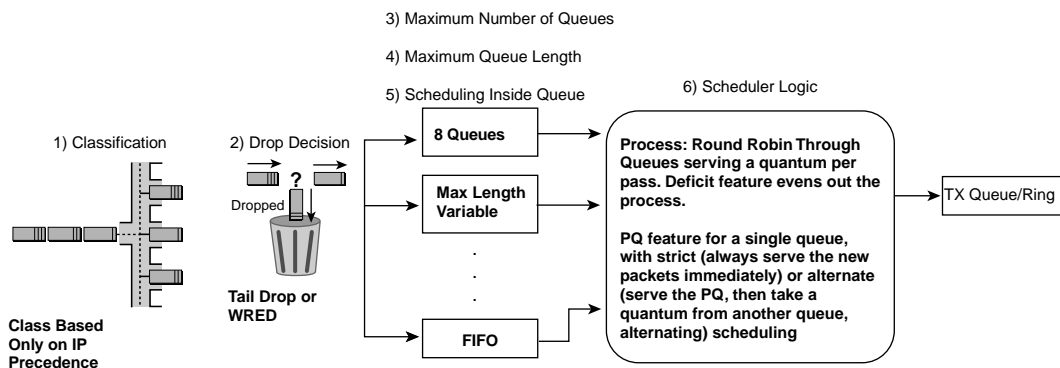 3) Maximum Number of Queues
4) Maximum Queue Length
5) Scheduling Inside Queue
6) Scheduler Logic
1) Classification
2) Drop Decision
?
Dropped
Class Based
Only on IP
Precedence
Tail Drop or
WRED
8 Queues
Max Length
Variable
.
.
.
FIFO
Process: Round Robin Through
Queues serving a quantum per
pass. Deficit feature evens out the
process.
PQ feature for a single queue,
with strict (always serve the new
packets immediately) or alternate
(serve the PQ, then take a
quantum from another queue,
alternating) scheduling
TX Queue/Ring